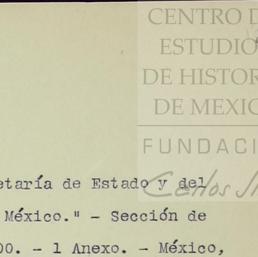 CENTRO D
ESTUDIO
DE HISTOR
DE MEXIC
FUNDACI
Carlos Sl
etaría de Estado y del
México." - Sección de
00. - 1 Anexo. - México,